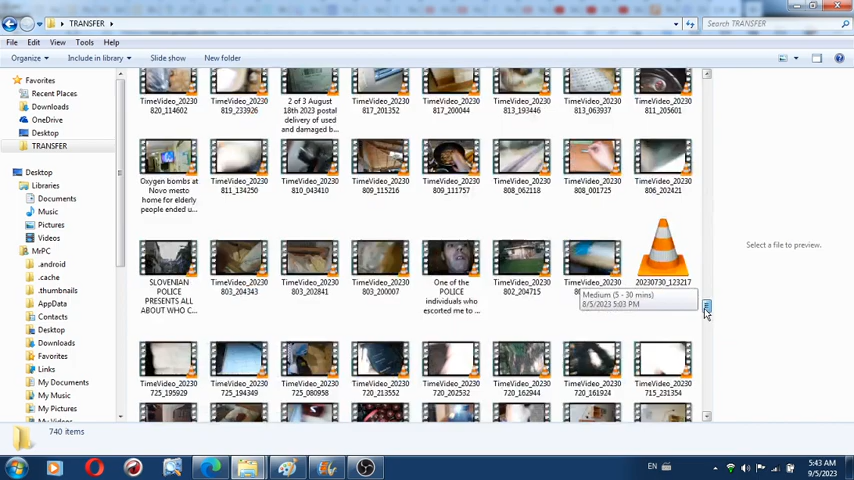 TRANSFER
Search TRANSFER
File Edit View Tools Help
Organize Include in library Slide show New folder
Favorites
Recent Places
Downloads
OneDrive
Desktop
TRANSFER
Desktop
Libraries
Documents
Music
Pictures
Videos
MrPC
.android
.cache
.thumbnails
AppData
Contacts
Desktop
Downloads
Favorites
Links
My Documents
My Music
My Pictures
My Videos
TimeVideo_20230 TimeVideo_20230 2 of 3 August TimeVideo_20230 TimeVideo_20230 TimeVideo_20230 TimeVideo_20230 TimeVideo_20230
820_114602 819_233926 18th 2023 postal 817_201352 817_200044 813_193446 813_063937 811_205601
delivery of used
and damaged b...
Oxygen bombs at TimeVideo_20230 TimeVideo_20230 TimeVideo_20230 TimeVideo_20230 TimeVideo_20230 TimeVideo_20230 TimeVideo_20230
Novo mesto 811_134250 810_043410 809_115216 809_111757 808_062118 808_001725 806_202421
home for elderly
people ended u...
SLOVENIAN TimeVideo_20230 TimeVideo_20230 TimeVideo_20230 One of the TimeVideo_20230 TimeVideo_20230 20230730_123217
POLICE 803_204343 803_202841 803_200007 POLICE 802_204715
PRESENTS ALL individuals who
ABOUT WHO C... escorted me to ...
Medium (5 - 30 mins)
8/5/2023 5:03 PM
TimeVideo_20230 TimeVideo_20230 TimeVideo_20230 TimeVideo_20230 TimeVideo_20230 TimeVideo_20230 TimeVideo_20230 TimeVideo_20230
725_195929 725_194349 725_080958 720_213552 720_202532 720_162944 720_161924 715_231354
Select a file to preview.
740 items
EN
5:43 AM
9/5/2023